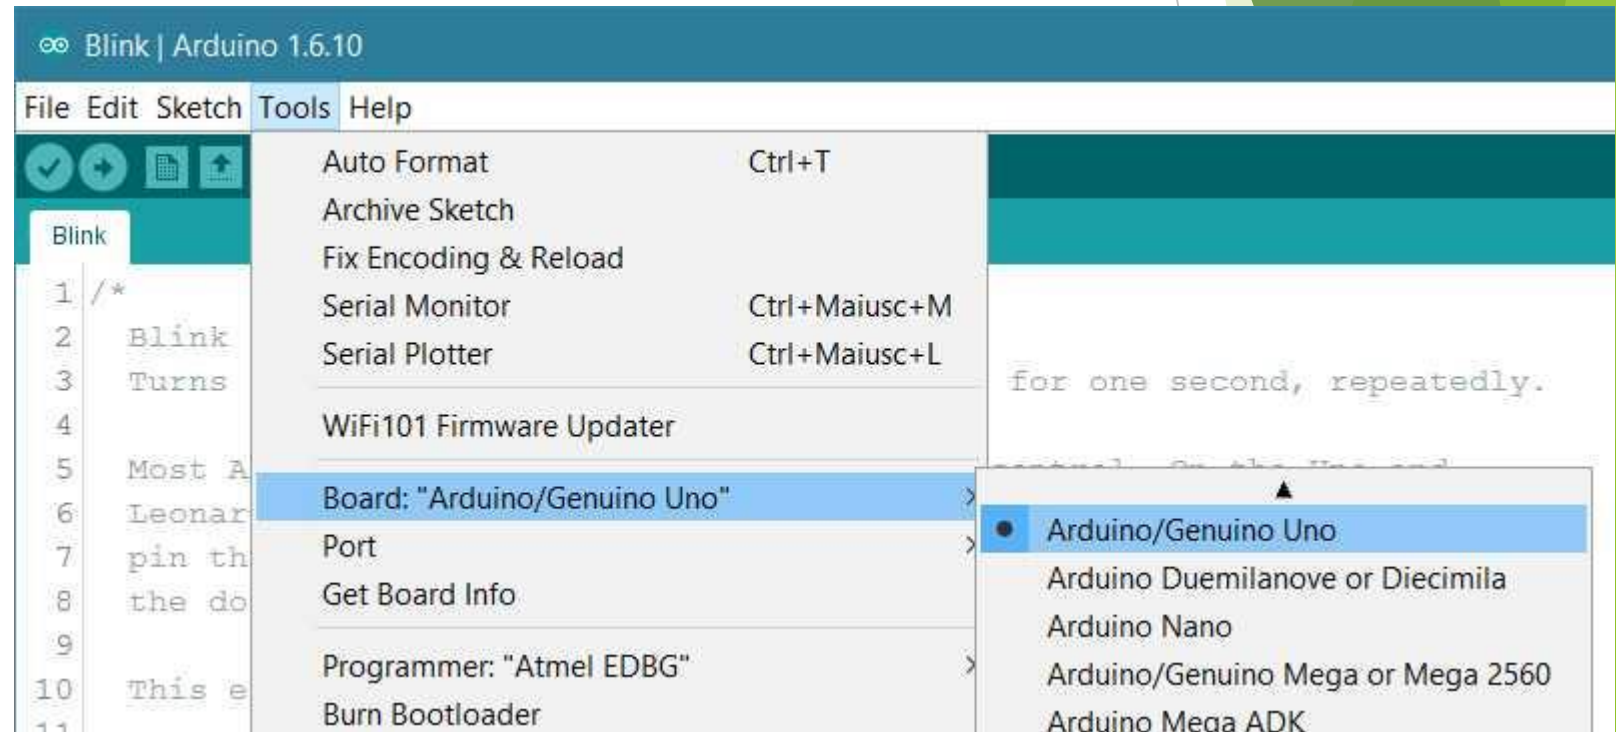 Blink | Arduino 1.6.10
File Edit Sketch Tools Help
Auto Format Ctrl+T
Archive Sketch
Blink
Fix Encoding & Reload
1 /*
Serial Monitor Ctrl+Maiusc+M
2 Blink
Serial Plotter Ctrl+Maiusc+L
3 Turns for one second, repeatedly.
4
WiFi101 Firmware Updater
5 Most A
Board: "Arduino/Genuino Uno"
6 Leonar
Arduino/Genuino Uno
Port
7 pin th
Arduino Duemilanove or Diecimila
Get Board Info
8 the do
Arduino Nano
9
Programmer: "Atmel EDBG"
Arduino/Genuino Mega or Mega 2560
10 This e
Burn Bootloader
Arduino Mega ADK
11